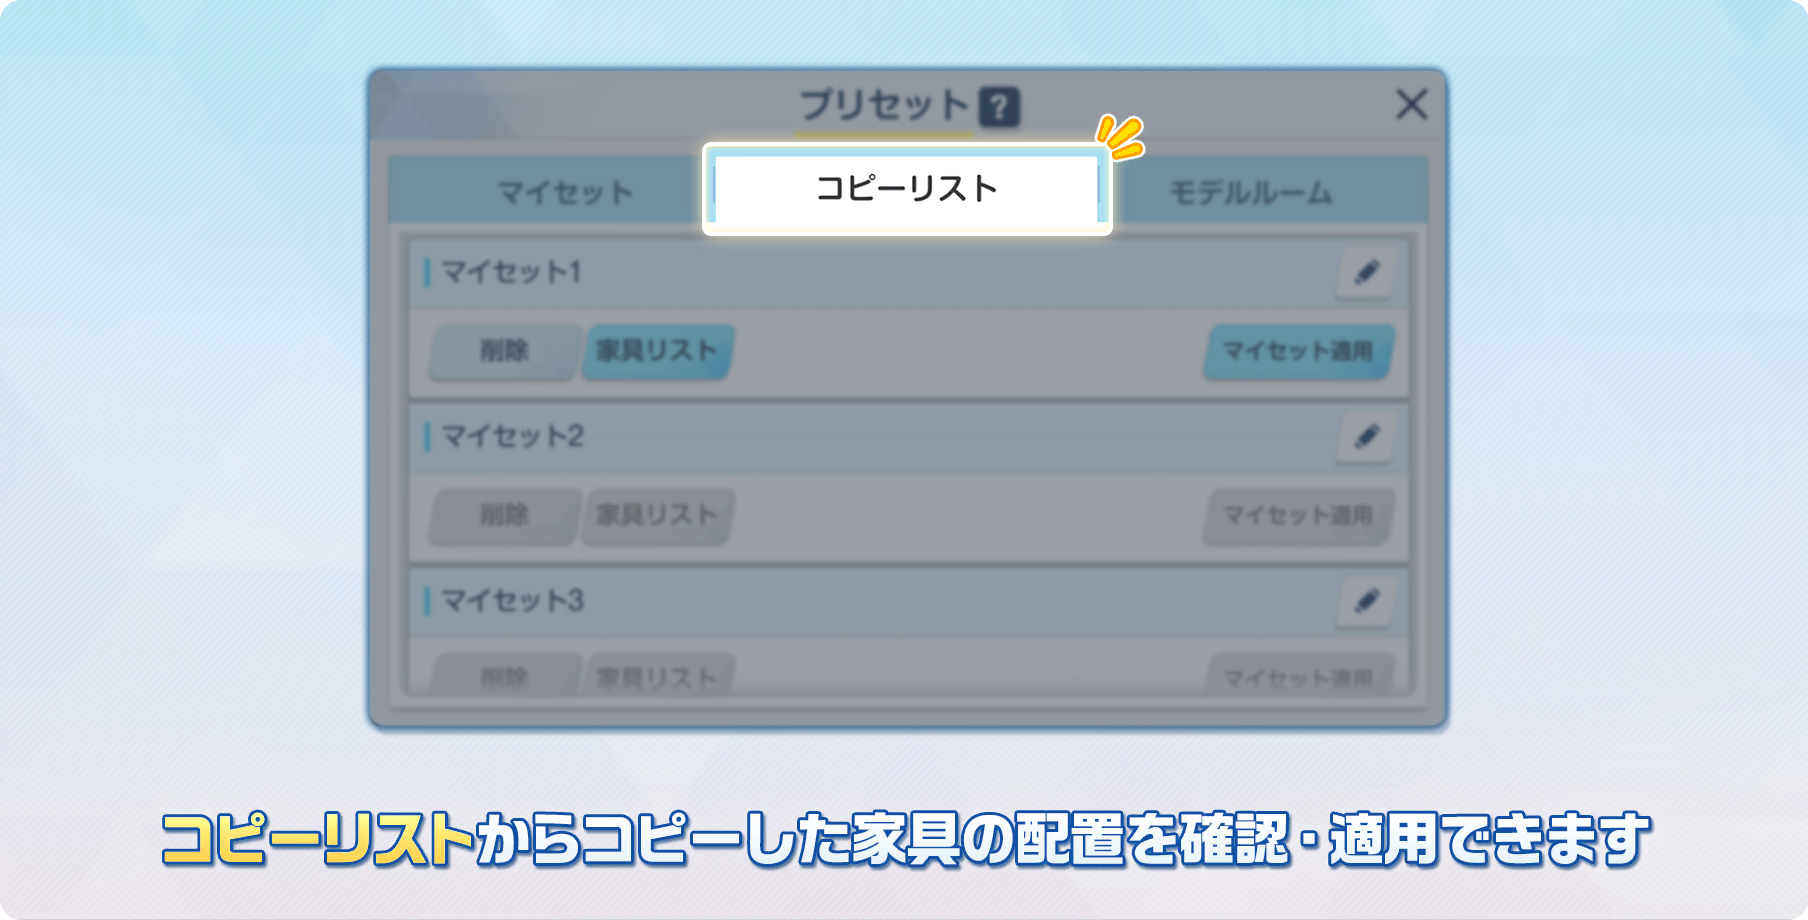 プリセット ?
マイセット
コピーリスト
モデルルーム
マイセット1
削除
家具リスト
マイセット適用
マイセット2
削除
家具リスト
マイセット適用
マイセット3
削除
家具リスト
マイセット適用
コピーリストからコピーした家具の配置を確認・適用できます